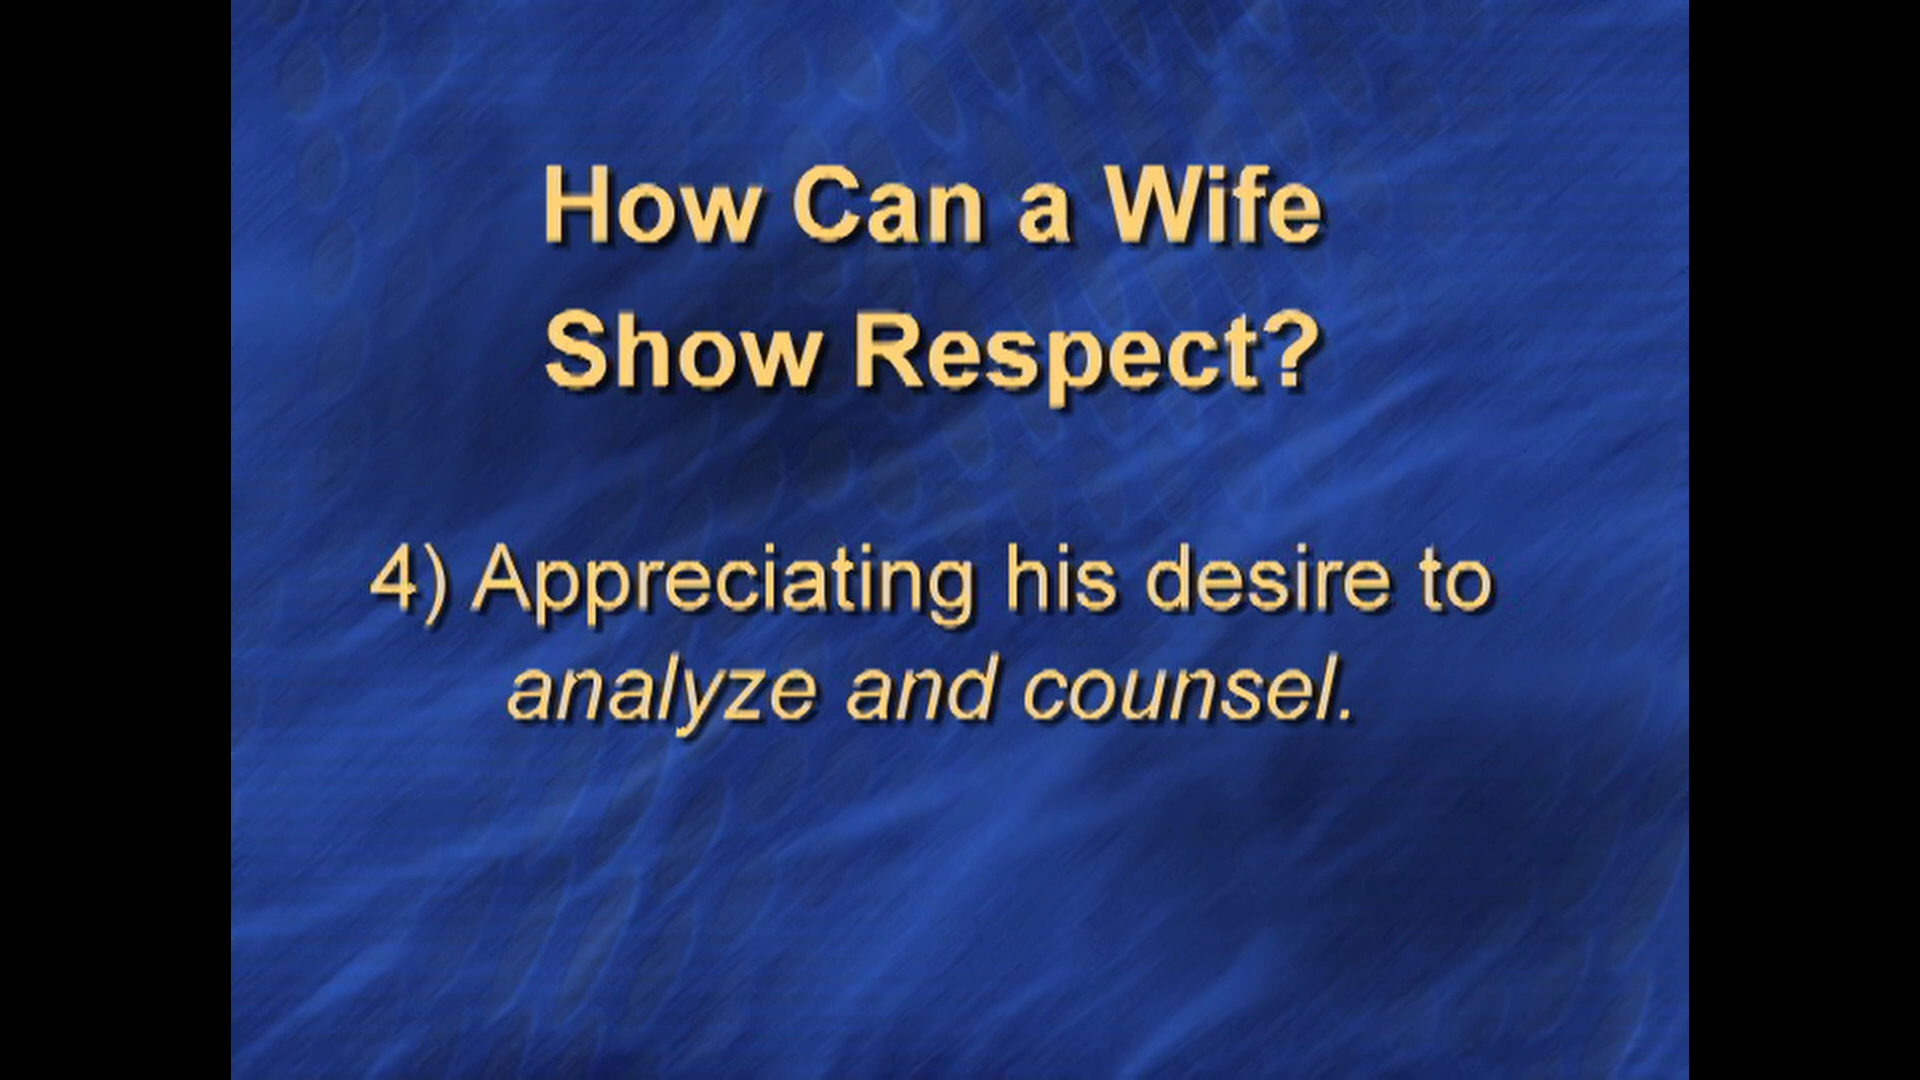 How Can a Wife
Show Respect?
4) Appreciating his desire to
analyze and counsel.